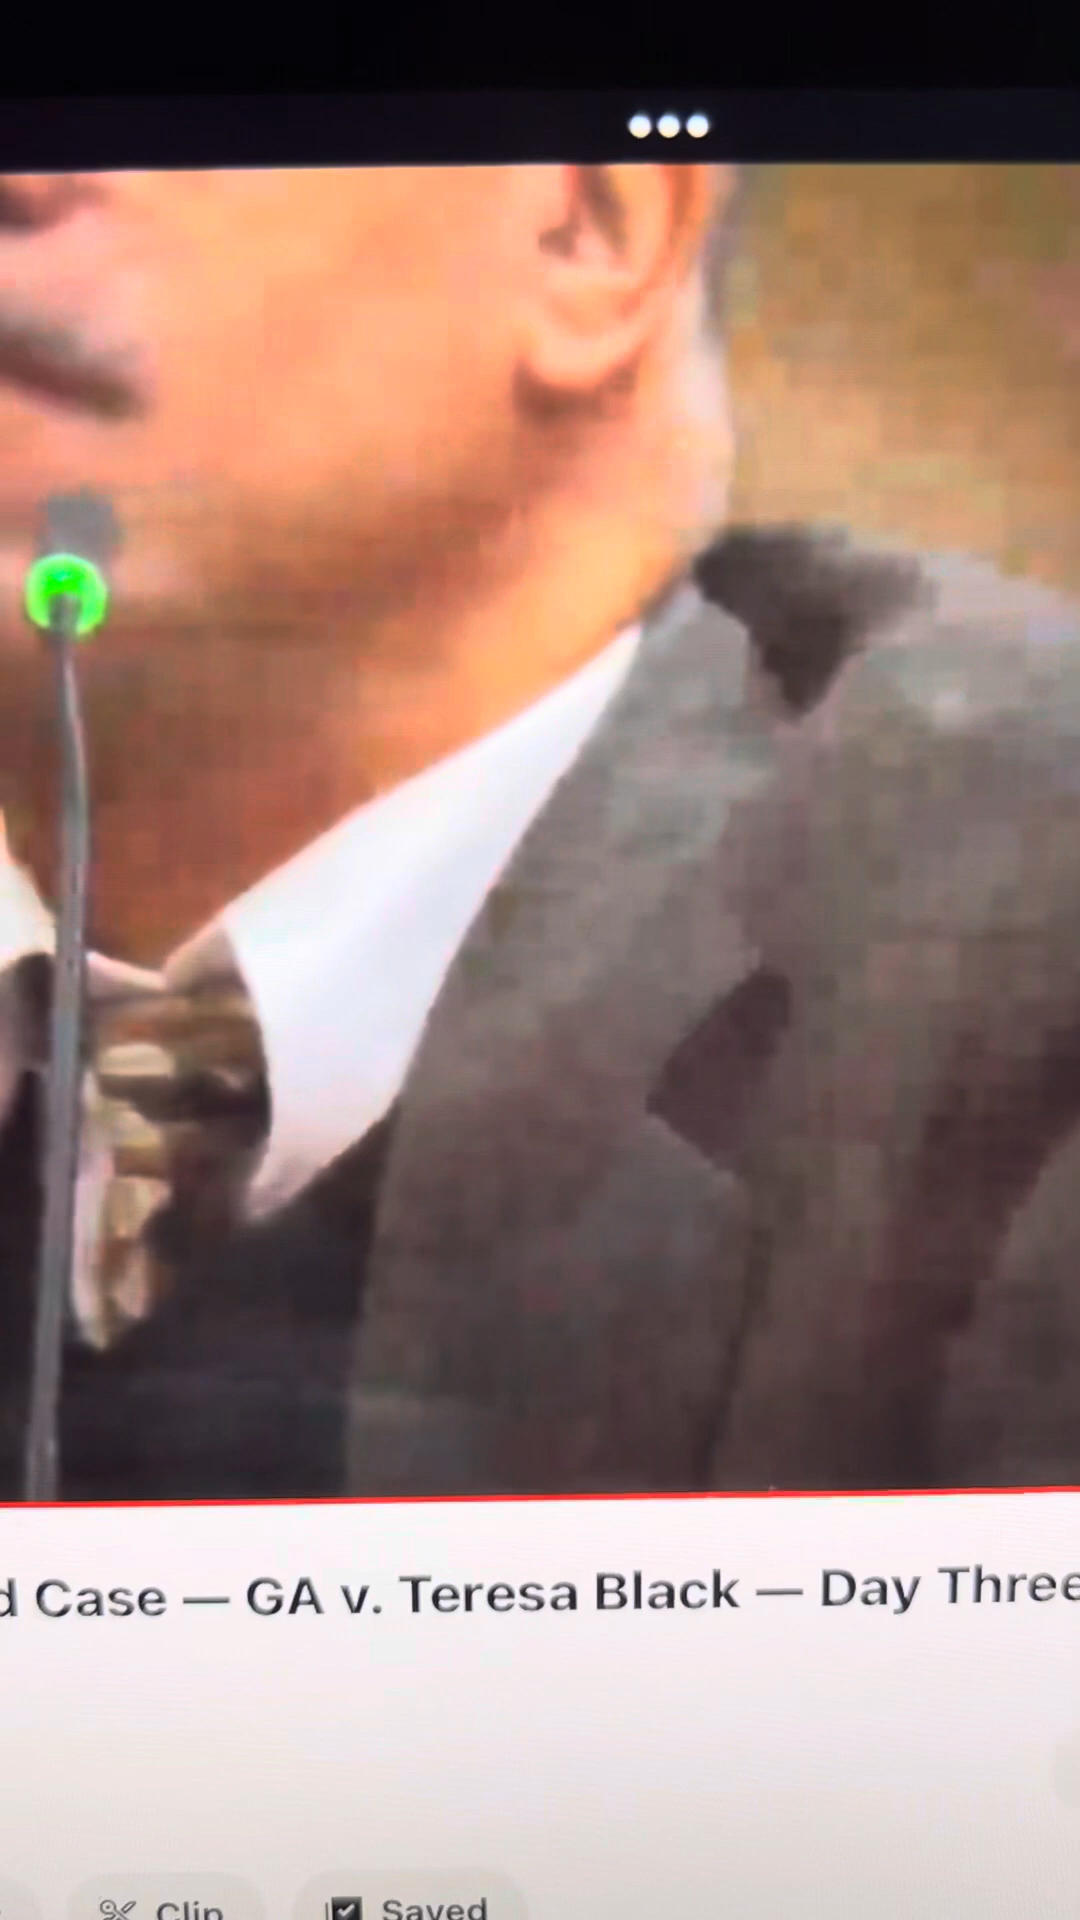 d Case — GA v. Teresa Black — Day Three
Clip
Saved